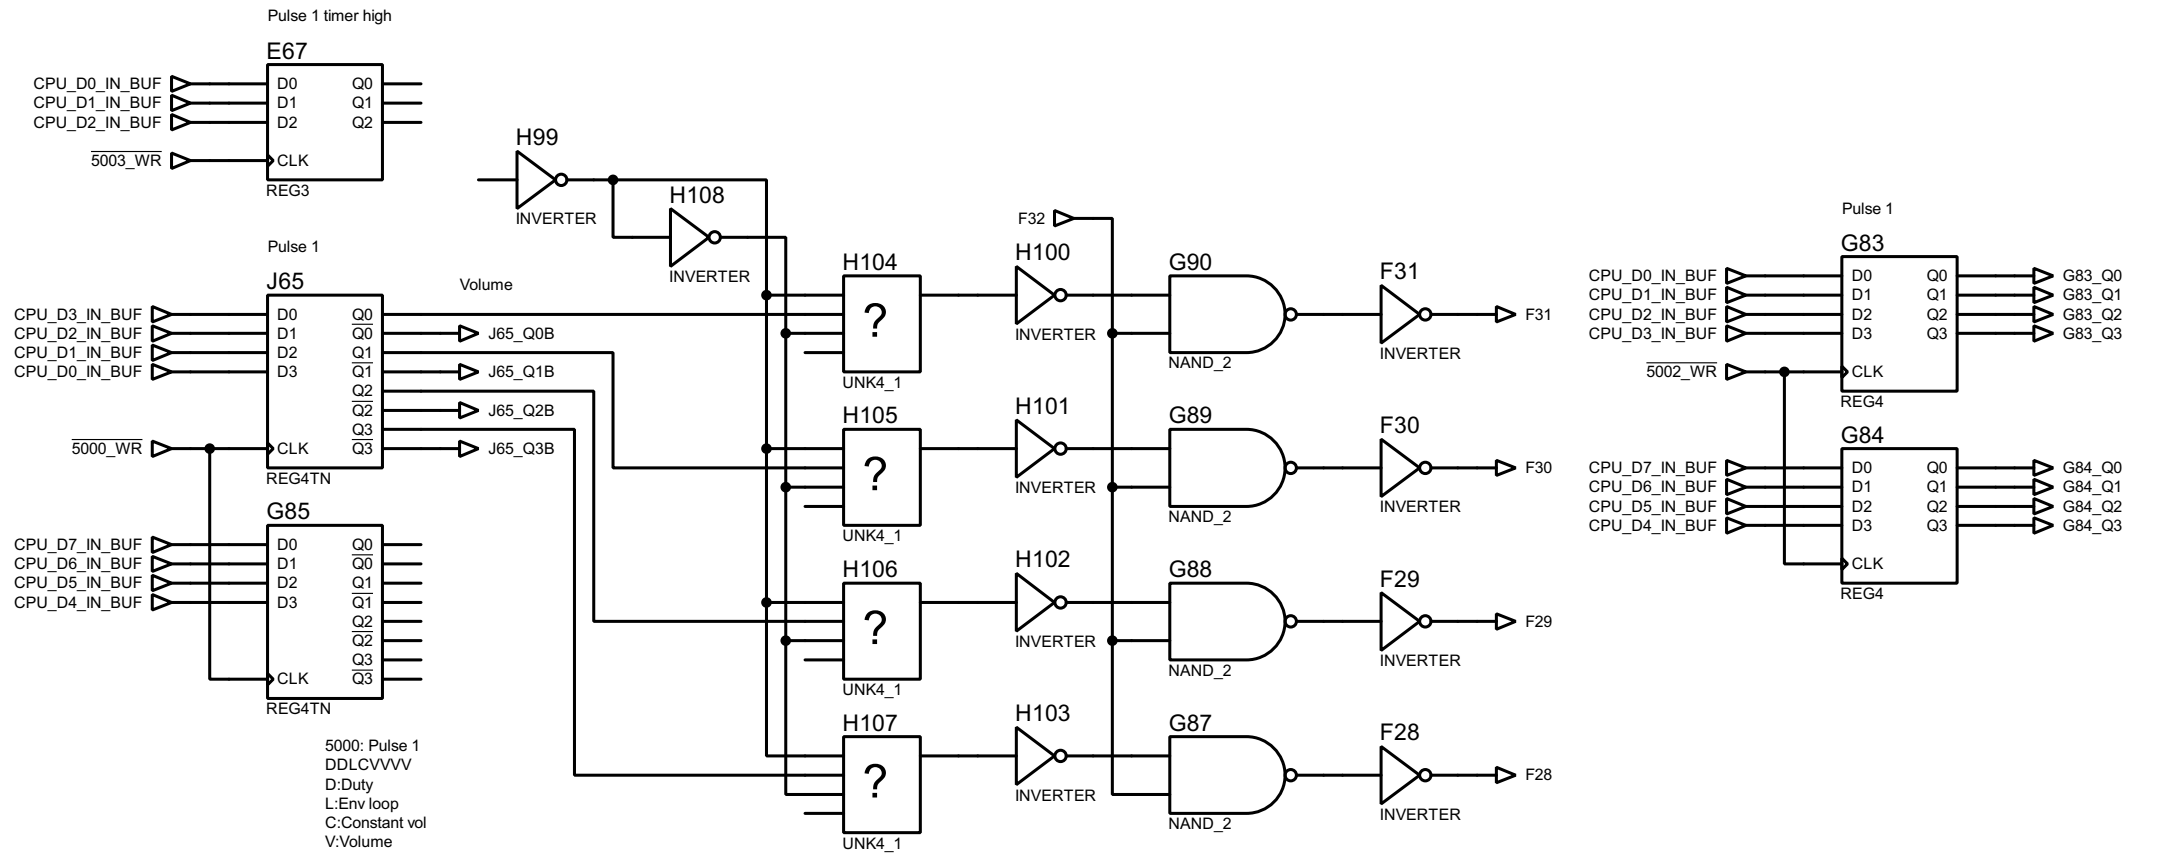 Pulse 1 timer high
E67
CPU_D0_IN_BUF D0 Q0
CPU_D1_IN_BUF D1 Q1
CPU_D2_IN_BUF D2 Q2
5003_WR CLK
REG3
H99
INVERTER
H108
INVERTER
Pulse 1
J65
Volume
CPU_D3_IN_BUF D0 Q0
Q0 J65_Q0B
CPU_D2_IN_BUF D1 Q1
CPU_D1_IN_BUF D2
CPU_D0_IN_BUF D3 Q1 J65_Q1B
Q2
Q2 J65_Q2B
Q3
5000_WR CLK Q3 J65_Q3B
REG4TN
G85
CPU_D7_IN_BUF D0 Q0
CPU_D6_IN_BUF D1 Q0
CPU_D5_IN_BUF D2 Q1
CPU_D4_IN_BUF D3 Q1
Q2
Q2
Q3
CLK Q3
REG4TN
5000: Pulse 1
DDLCVVVV
D:Duty
L:Env loop
C:Constant vol
V:Volume
F32
H104
?
UNK4_1
H100
INVERTER
G90
NAND_2
F31
INVERTER
F31
H105
?
UNK4_1
H101
INVERTER
G89
NAND_2
F30
INVERTER
F30
H106
?
UNK4_1
H102
INVERTER
G88
NAND_2
F29
INVERTER
F29
H107
?
UNK4_1
H103
INVERTER
G87
NAND_2
F28
INVERTER
F28
Pulse 1
G83
CPU_D0_IN_BUF D0 Q0 G83_Q0
CPU_D1_IN_BUF D1 Q1 G83_Q1
CPU_D2_IN_BUF D2 Q2 G83_Q2
CPU_D3_IN_BUF D3 Q3 G83_Q3
5002_WR CLK
REG4
G84
CPU_D7_IN_BUF D0 Q0 G84_Q0
CPU_D6_IN_BUF D1 Q1 G84_Q1
CPU_D5_IN_BUF D2 Q2 G84_Q2
CPU_D4_IN_BUF D3 Q3 G84_Q3
CLK
REG4